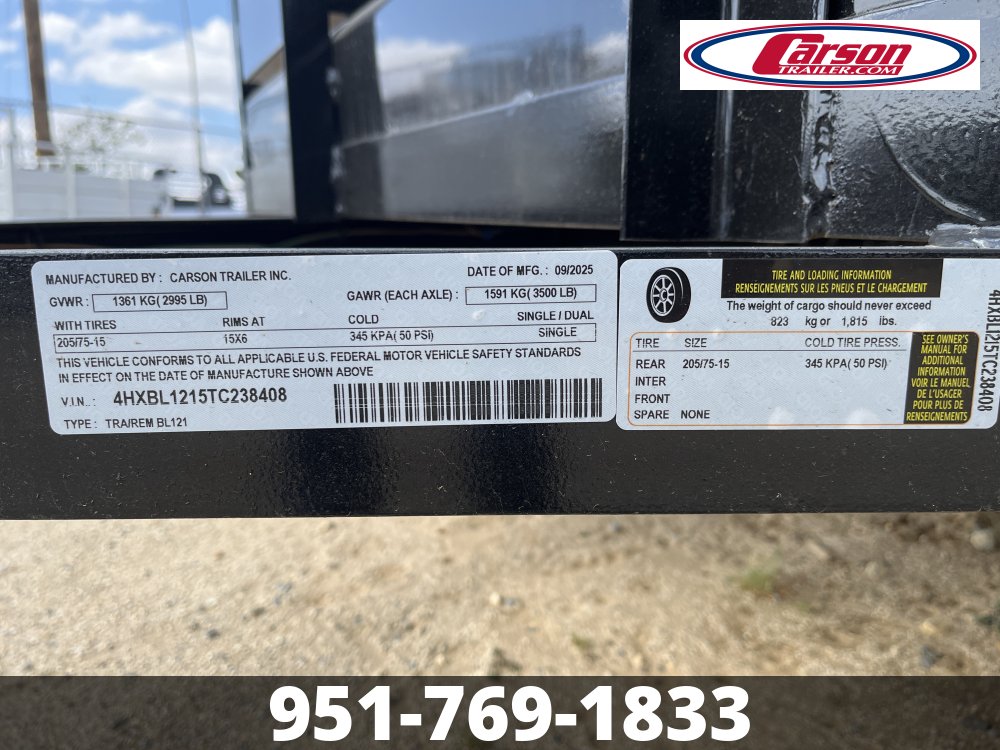 Carson
TRAILER.COM
MANUFACTURED BY: CARSON TRAILER INC.
DATE OF MFG.: 09/2025
GVWR: 1361 KG(2995 LB)
GAWR (EACH AXLE): 1591 KG(3500 LB)
WITH TIRES RIMS AT COLD SINGLE / DUAL
205/75-15 15X6 345 KPA( 50 PSI) SINGLE
THIS VEHICLE CONFORMS TO ALL APPLICABLE U.S. FEDERAL MOTOR VEHICLE SAFETY STANDARDS
IN EFFECT ON THE DATE OF MANUFACTURE SHOWN ABOVE
V.I.N.: 4HXBL1215TC238408
TYPE: TRA/REM BL121
TIRE AND LOADING INFORMATION
RENSEIGNEMENTS SUR LES PNEUS ET LE CHARGEMENT
The weight of cargo should never exceed
823 kg or 1,815 lbs.
TIRE SIZE COLD TIRE PRESS.
REAR 205/75-15 345 KPA( 50 PSI)
INTER
FRONT
SPARE NONE
SEE OWNER'S
MANUAL FOR
ADDITIONAL
INFORMATION
VOIR LE MANUEL
DE L'USAGER
POUR PLUS DE
RENSEIGNEMENTS
4HXBL1215TC238408
951-769-1833